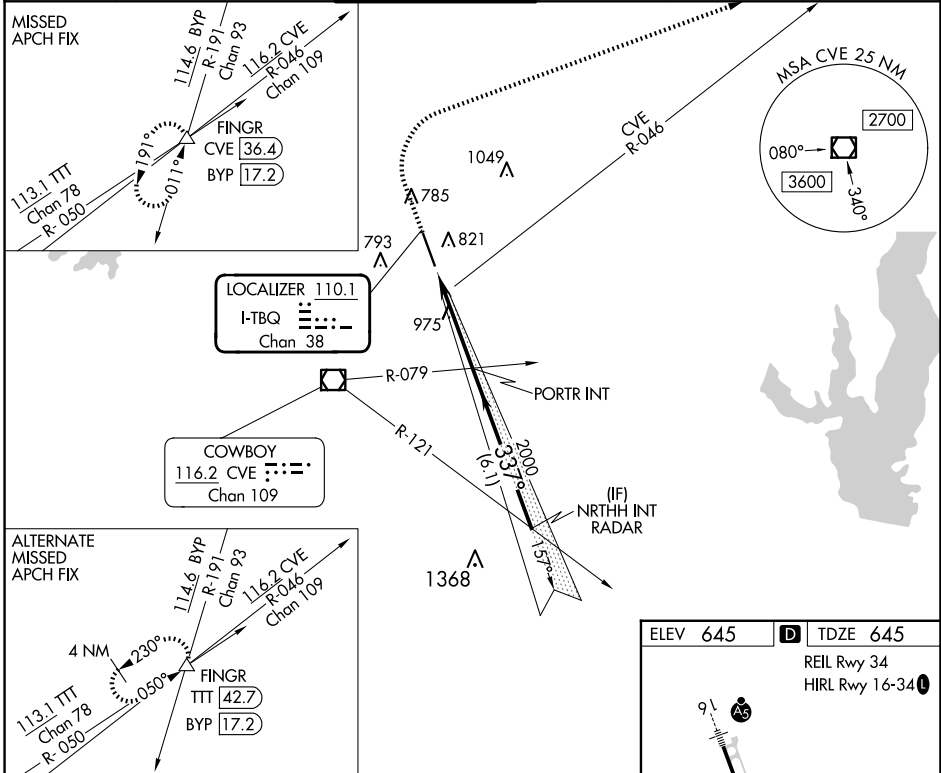 MISSED
APCH FIX
114.6 BYP
R-191
Chan 93
116.2 CVE
R-046
Chan 109
FINGR
CVE 36.4
BYP 17.2
191°
011°
113.1 TTT
Chan 78
R-050
MSA CVE 25 NM
2700
080°
3600
340°
CVE
R-046
1049
785
793
821
LOCALIZER 110.1
I-TBQ
Chan 38
975
R-079
PORTR INT
R-121
COWBOY
116.2 CVE
Chan 109
2000
337°
(6.1)
(IF)
NRTHH INT
RADAR
157°
1368
ALTERNATE
MISSED
APCH FIX
114.6 BYP
R-191
Chan 93
116.2 CVE
R-046
Chan 109
4 NM
230°
050°
FINGR
TTT 42.7
BYP 17.2
113.1 TTT
Chan 78
R-050
ELEV 645 D TDZE 645
REIL Rwy 34
HIRL Rwy 16-34 L
16
A5